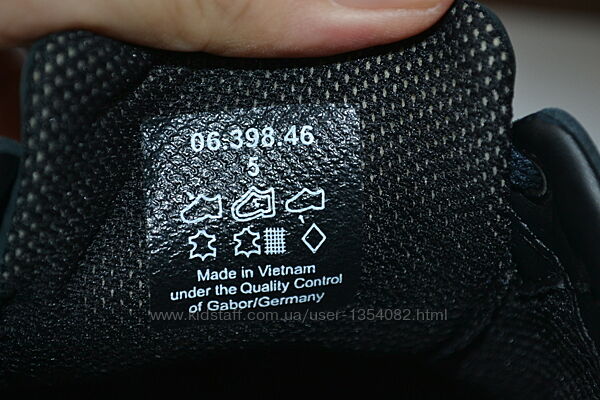 06.398.46
5
Made in Vietnam
under the Quality Control
of Gabor/Germany
www.kidstaff.com.ua/user-1354082.html